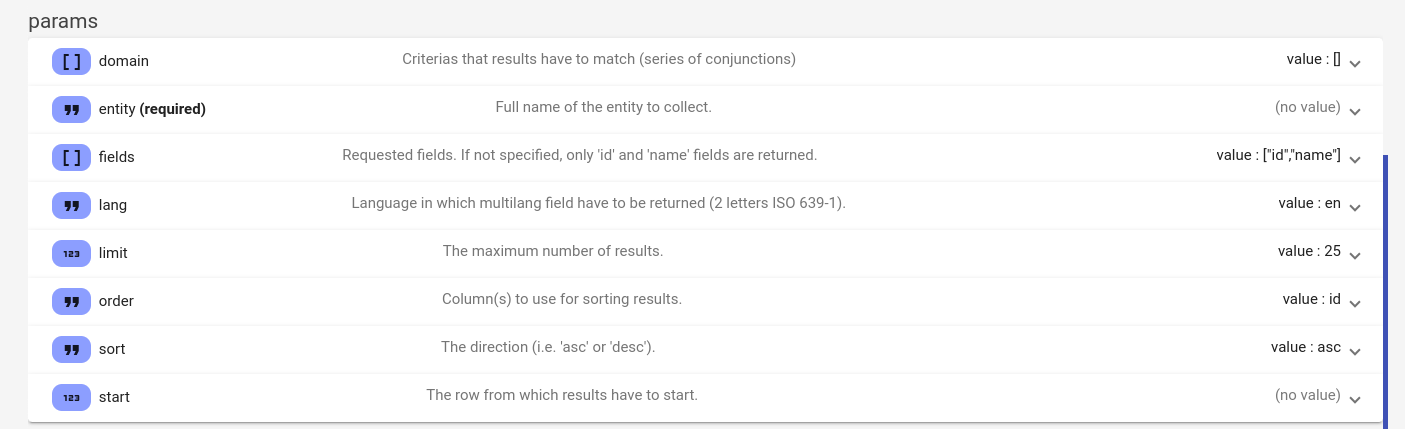 params
[ ] domain Criterias that results have to match (series of conjunctions) value : []
entity (required) Full name of the entity to collect. (no value)
[ ] fields Requested fields. If not specified, only 'id' and 'name' fields are returned. value : ["id","name"]
lang Language in which multilang field have to be returned (2 letters ISO 639-1). value : en
123 limit The maximum number of results. value : 25
order Column(s) to use for sorting results. value : id
sort The direction (i.e. 'asc' or 'desc'). value : asc
123 start The row from which results have to start. (no value)